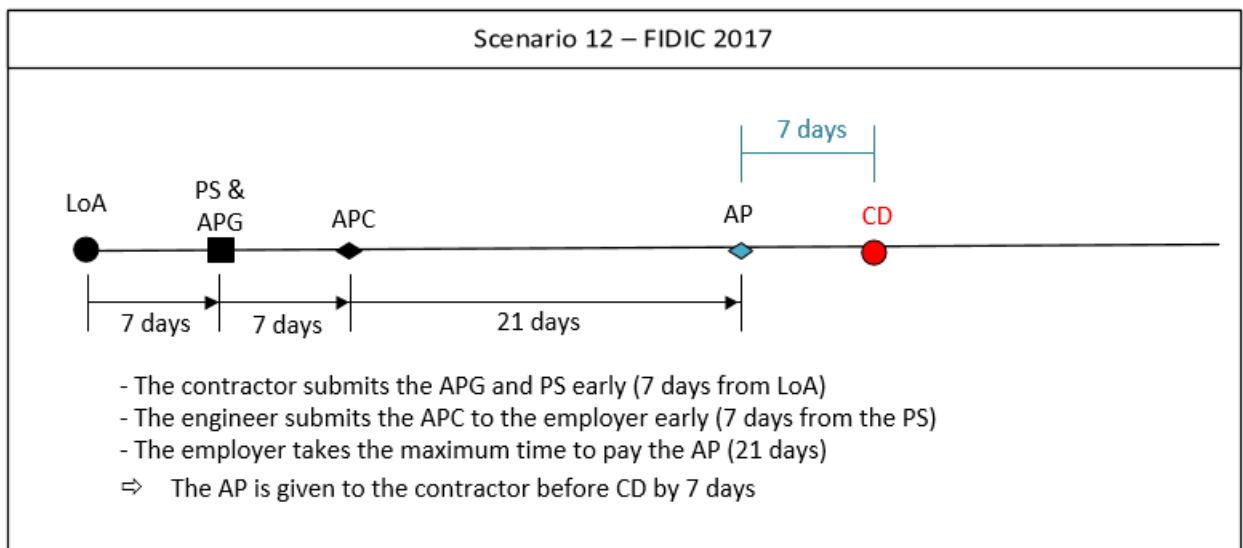 Scenario 12 – FIDIC 2017
7 days
LoA
PS &
APG
APC
AP
CD
7 days
7 days
21 days
- The contractor submits the APG and PS early (7 days from LoA)
- The engineer submits the APC to the employer early (7 days from the PS)
- The employer takes the maximum time to pay the AP (21 days)
⇨ The AP is given to the contractor before CD by 7 days